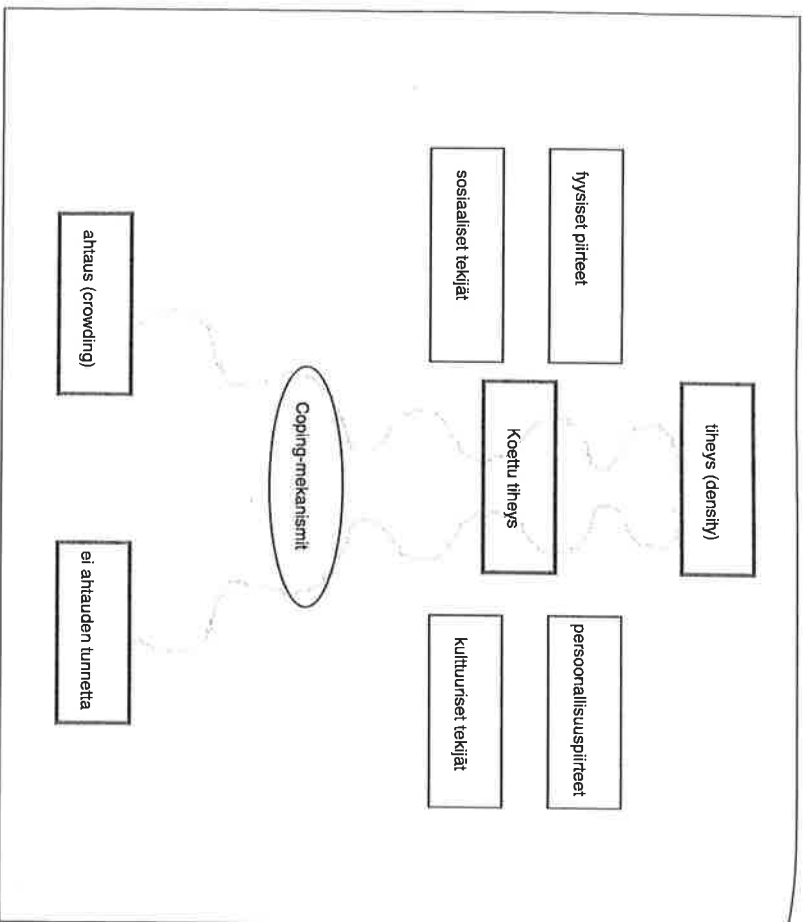 tiheys (density)
fyysiset piirteet
persoonallisuuspiirteet
Koettu tiheys
sosiaaliset tekijät
kulttuuriset tekijät
Coping-mekanismit
ahtaus (crowding)
ei ahtauden tunnetta